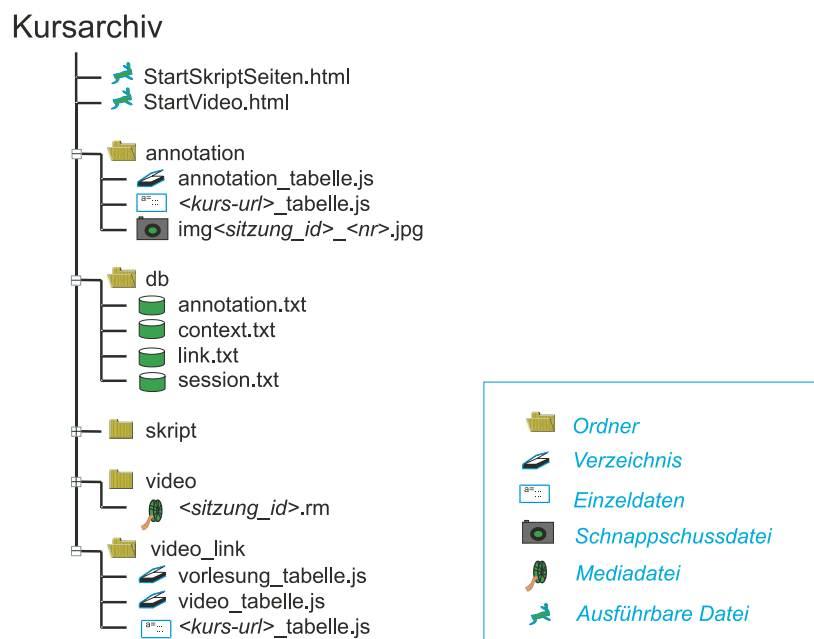 Kursarchiv
StartSkriptSeiten.html
StartVideo.html
annotation
annotation_tabelle.js
a=
<kurs-url>_tabelle.js
img<sitzung_id>_<nr>.jpg
db
annotation.txt
context.txt
link.txt
session.txt
skript
video
<sitzung_id>.rm
video_link
vorlesung_tabelle.js
video_tabelle.js
a=
<kurs-url>_tabelle.js
Ordner
Verzeichnis
a=
Einzeldaten
Schnappschussdatei
Mediadatei
Ausführbare Datei